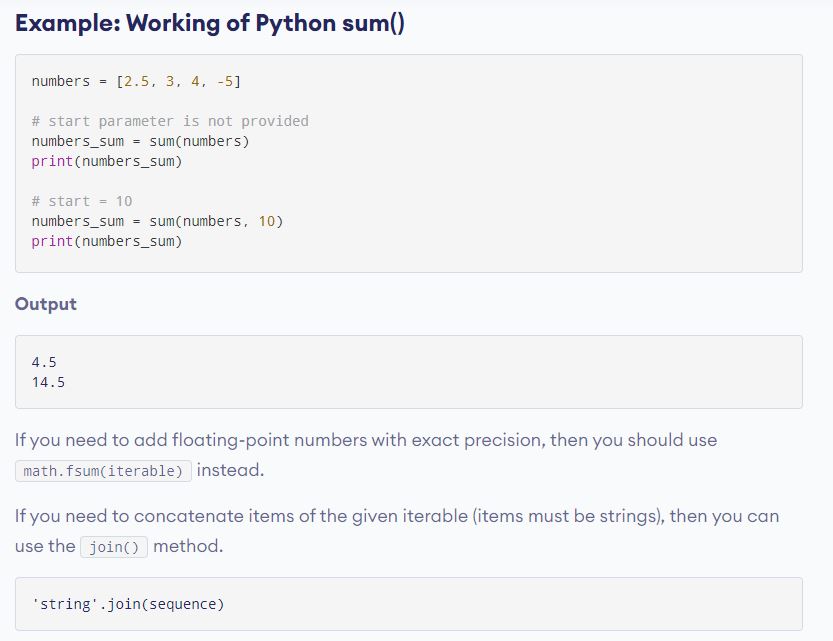 Example: Working of Python sum()
numbers = [2.5, 3, 4, -5]
# start parameter is not provided
numbers_sum = sum(numbers)
print(numbers_sum)
# start = 10
numbers_sum = sum(numbers, 10)
print(numbers_sum)
Output
4.5
14.5
If you need to add floating-point numbers with exact precision, then you should use
math.fsum(iterable) instead.
If you need to concatenate items of the given iterable (items must be strings), then you can
use the join() method.
'string'.join(sequence)